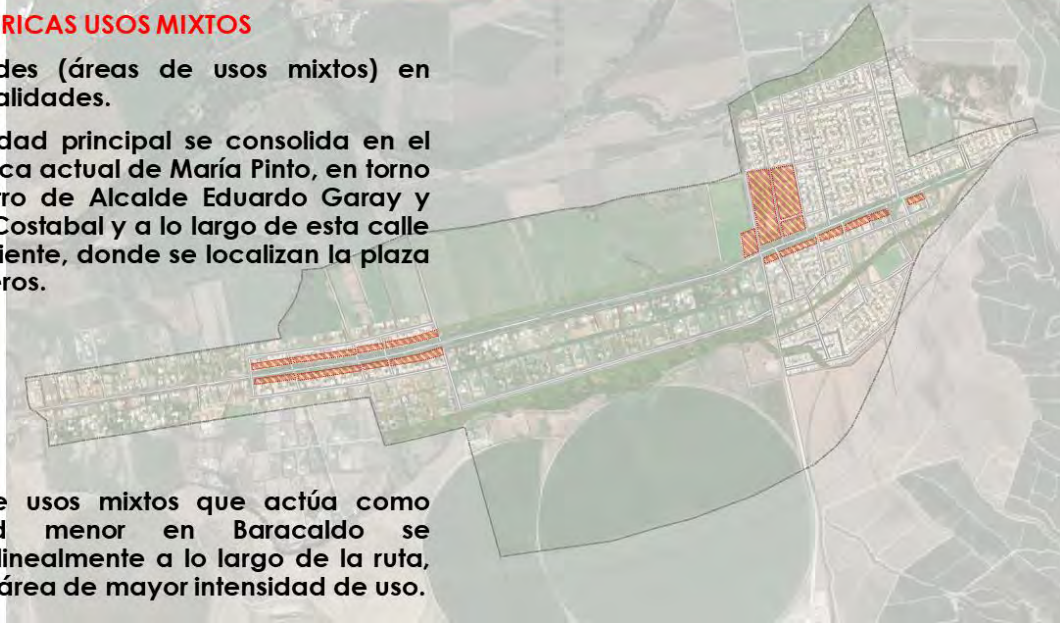 RICAS USOS MIXTOS
des (áreas de usos mixtos) en
alidades.
dad principal se consolida en el
ca actual de María Pinto, en torno
ro de Alcalde Eduardo Garay y
Costabal y a lo largo de esta calle
iente, donde se localizan la plaza
eros.
e usos mixtos que actúa como
d menor en Baracaldo se
linealmente a lo largo de la ruta,
área de mayor intensidad de uso.